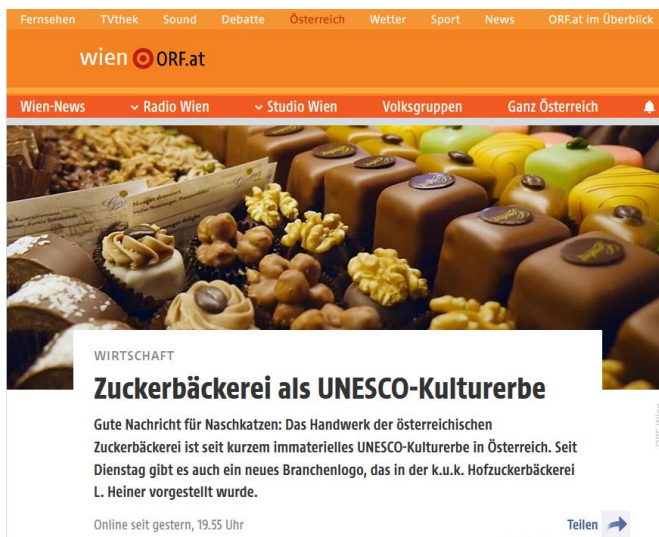 Fernsehen TVthek Sound Debatte Österreich Wetter Sport News ORF.at im Überblick
wien ORF.at
Wien-News Radio Wien Studio Wien Volksgruppen Ganz Österreich
WIRTSCHAFT
Zuckerbäckerei als UNESCO-Kulturerbe
Gute Nachricht für Naschkatzen: Das Handwerk der österreichischen
Zuckerbäckerei ist seit kurzem immaterielles UNESCO-Kulturerbe in Österreich. Seit
Dienstag gibt es auch ein neues Branchenlogo, das in der k.u.k. Hofzuckerbäckerei
L. Heiner vorgestellt wurde.
Online seit gestern, 19.55 Uhr
Teilen
ORF Wien